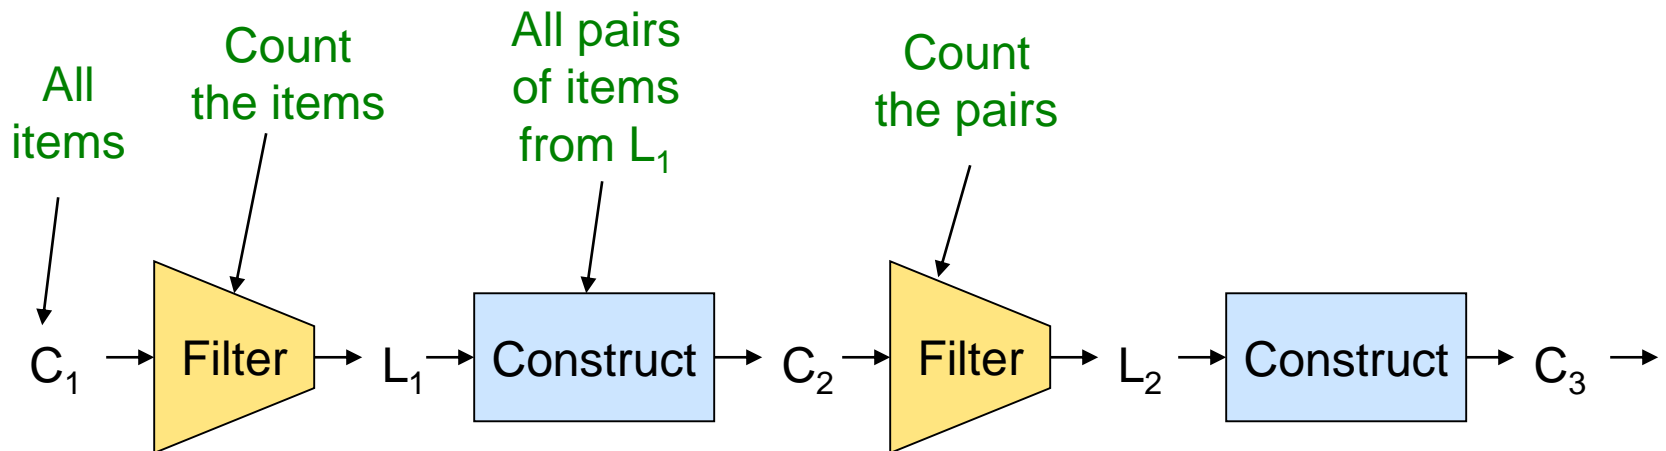 All
items
Count
the items
All pairs
of items
from L₁
Count
the pairs
C₁ Filter L₁ Construct C₂ Filter L₂ Construct C₃